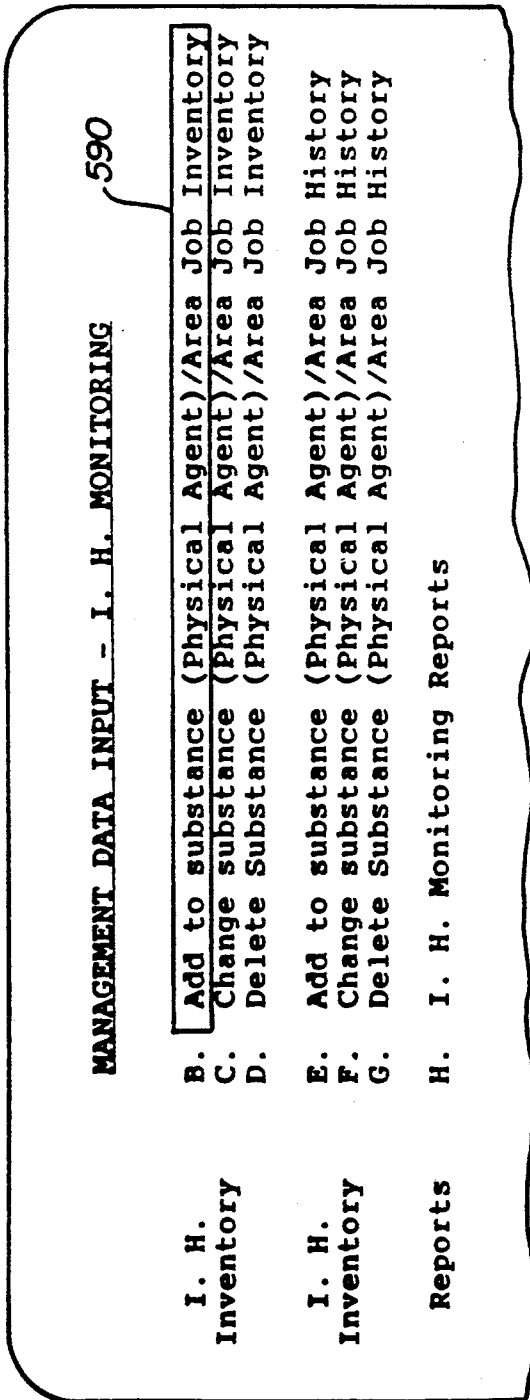 590
MANAGEMENT DATA INPUT - I. H. MONITORING
I. H. B. Add to substance (Physical Agent)/Area Job Inventory
Inventory C. Change substance (Physical Agent)/Area Job Inventory
D. Delete Substance (Physical Agent)/Area Job Inventory
I. H. E. Add to substance (Physical Agent)/Area Job History
Inventory F. Change substance (Physical Agent)/Area Job History
G. Delete Substance (Physical Agent)/Area Job History
Reports H. I. H. Monitoring Reports